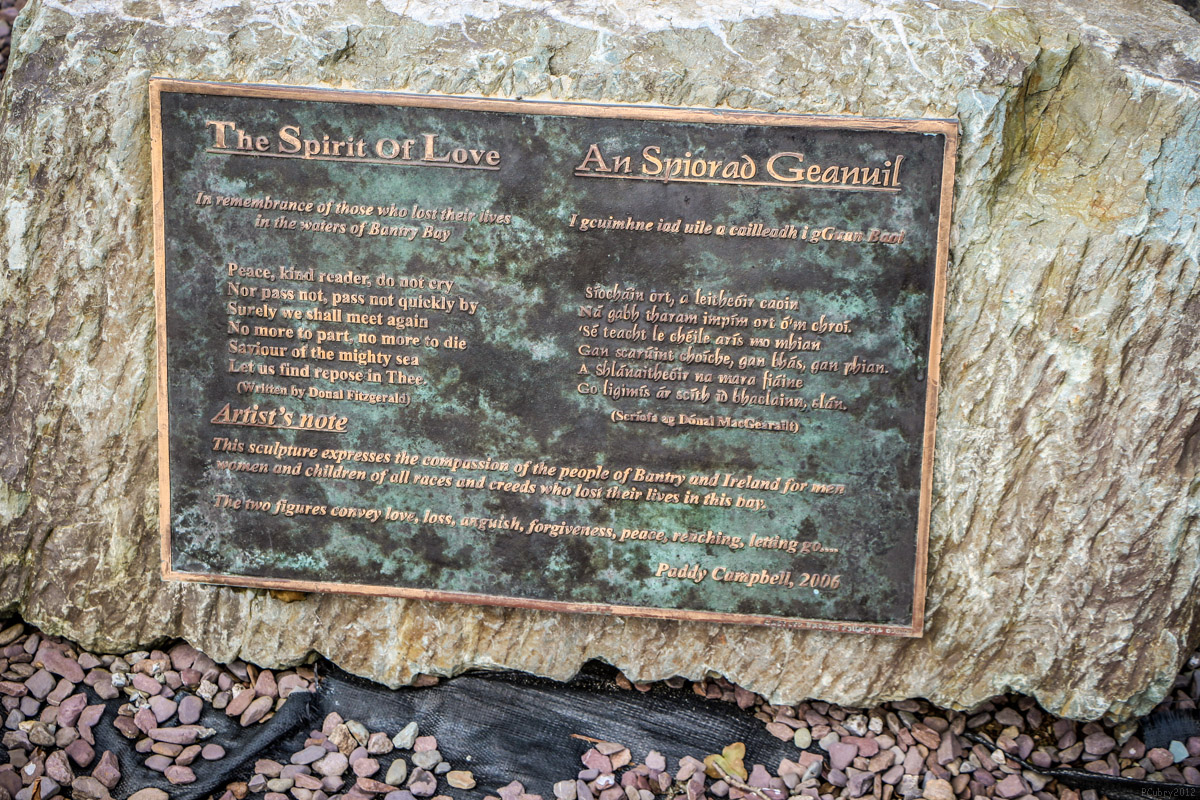 The Spirit Of Love
In remembrance of those who lost their lives
in the waters of Bantry Bay
Peace, kind reader, do not cry
Nor pass not, pass not quickly by
Surely we shall meet again
No more to part, no more to die
Saviour of the mighty sea
Let us find repose in Thee.
(Written by Donal Fitzgerald)
An Spiorad Geanuil
I gcuimhne iad uile a cailleadh i gCuan Baoi
Síocháin ort, a leitheóir caoin
Ná gabh tharam impím ort ó'm chroí.
'Sé teacht le chéile arís mo mhian
Gan scarúint choíche, gan bhás, gan phian.
A Shlánaitheóir na mara fiáine
Go ligimís ár scíth id bhaclainn, slán.
(Scríofa ag Dónal MacGearailt)
Artist's note
This sculpture expresses the compassion of the people of Bantry and Ireland for men
women and children of all races and creeds who lost their lives in this bay.
The two figures convey love, loss, anguish, forgiveness, peace, reaching, letting go....
Paddy Campbell, 2006
PCubry2012